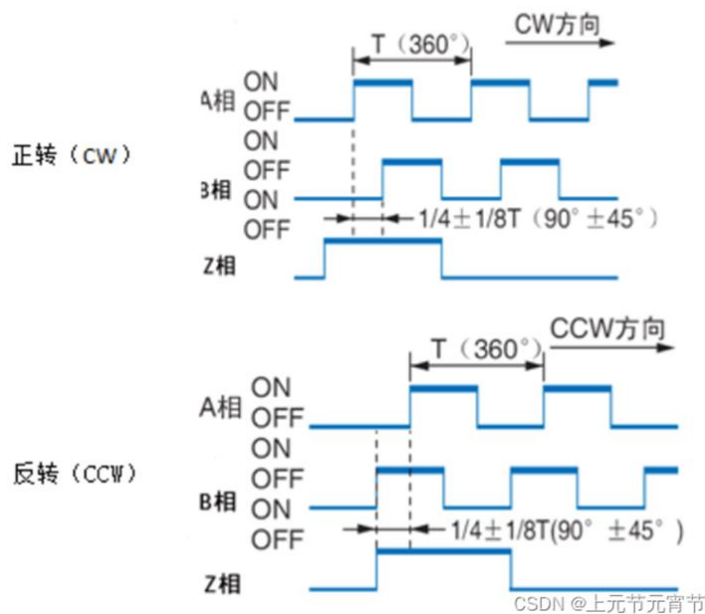 CW方向
T（360°）
ON
A相
OFF
ON
正转（CW）
OFF
B相
ON
1/4±1/8T（90°±45°）
OFF
Z相
CCW方向
T（360°）
ON
A相
OFF
ON
反转（CCW）
OFF
B相
ON
1/4±1/8T(90° ±45° )
OFF
Z相
CSDN @上元节元宵节